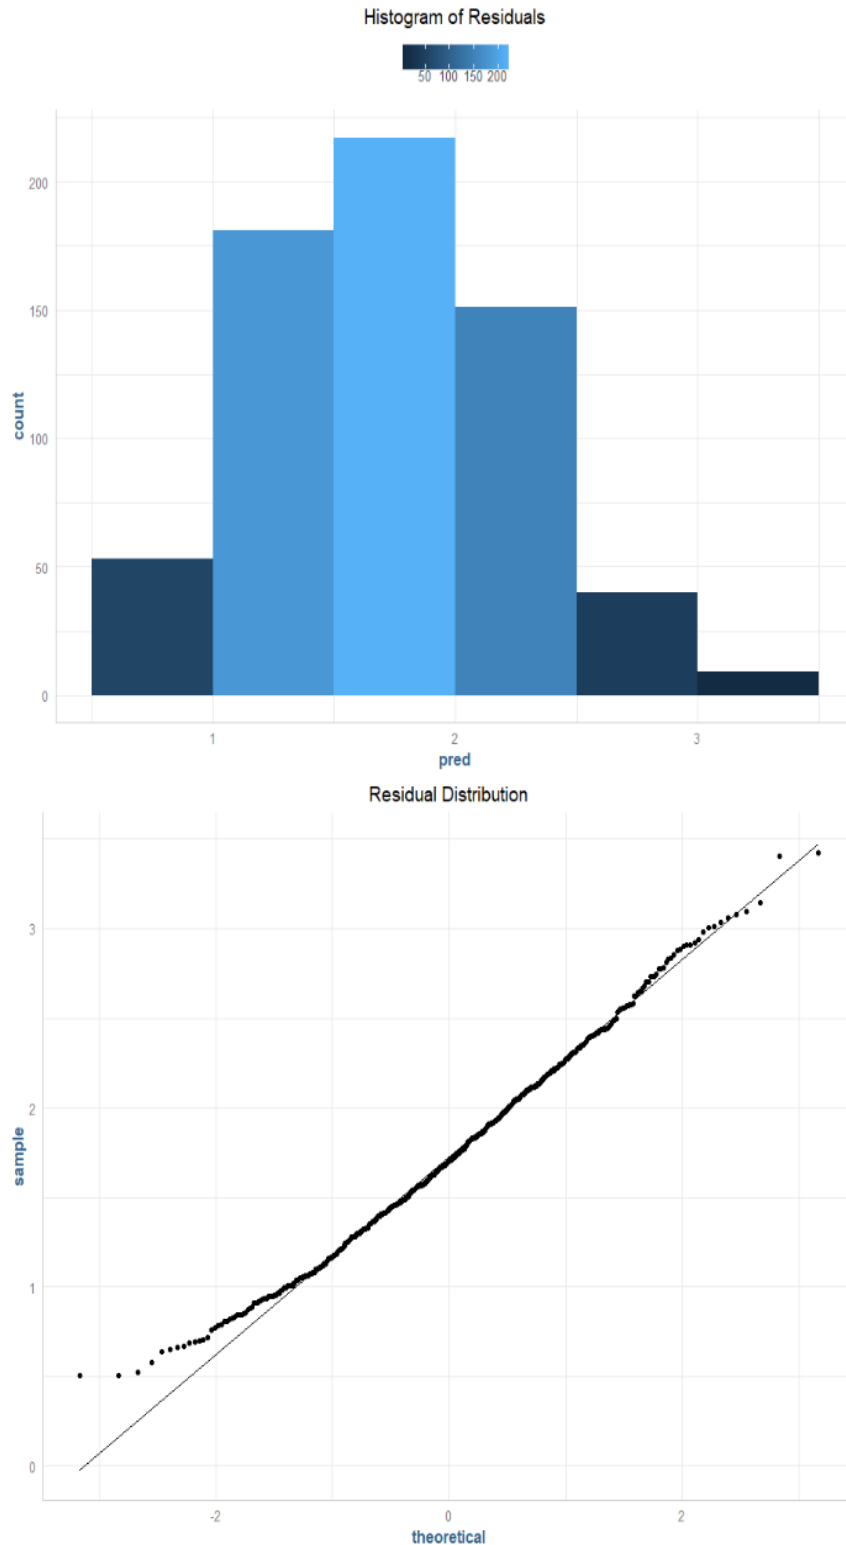 Histogram of Residuals
50 100 150 200
200
150
100
50
0
count
1 2 3
pred
Residual Distribution
3
2
1
0
sample
-2 0 2
theoretical